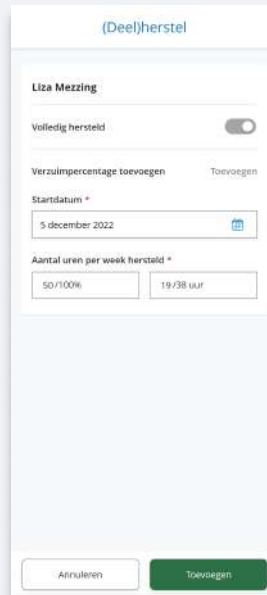 (Deel)herstel
Liza Mezzing
Volledig hersteld
Verzuimpercentage toevoegen Toevoegen
Startdatum *
5 december 2022
Aantal uren per week hersteld *
50/100% 19/38 uur
Annuleren Toevoegen